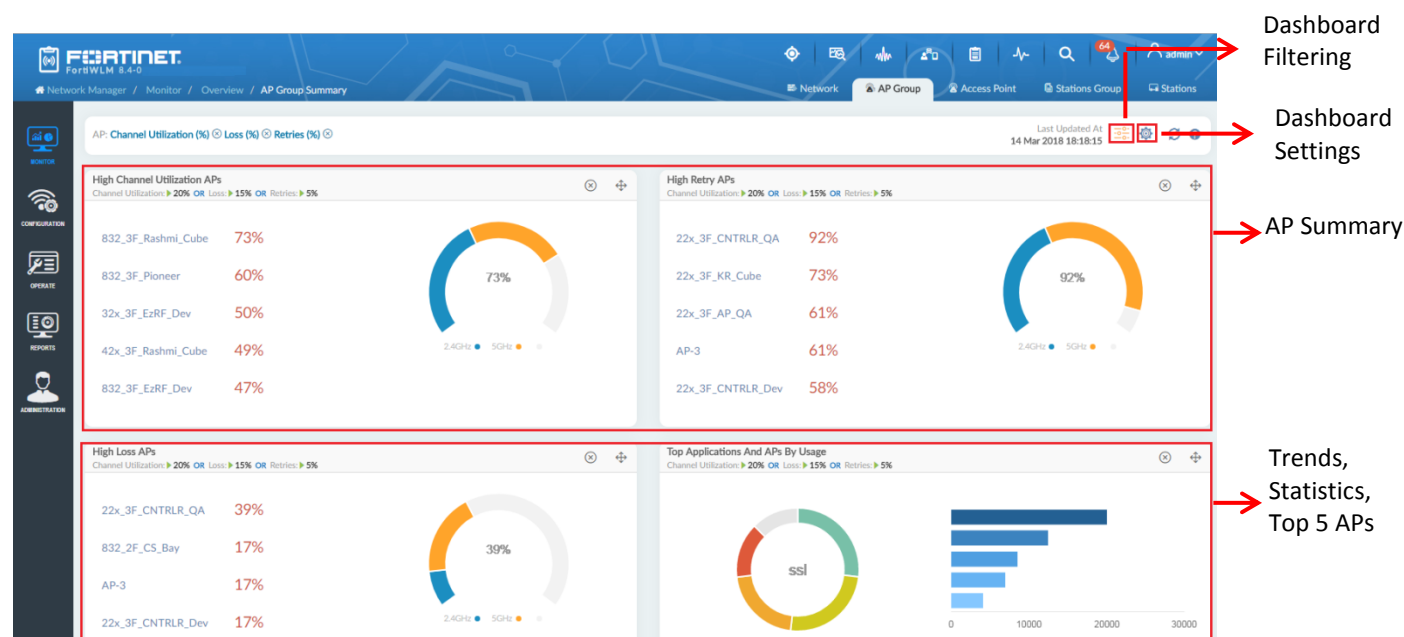 Dashboard
Filtering
FORTINET
FortiWLM 8.4-0
64
admin
Network Manager / Monitor / Overview / AP Group Summary
Network
AP Group
Access Point
Stations Group
Stations
AP: Channel Utilization (%) Loss (%) Retries (%)
Last Updated At
14 Mar 2018 18:18:15
Dashboard
Settings
MONITOR
CONFIGURATION
OPERATE
REPORTS
ADMINISTRATION
High Channel Utilization APs
Channel Utilization: 20% OR Loss: 15% OR Retries: 5%
832_3F_Rashmi_Cube 73%
832_3F_Pioneer 60%
32x_3F_EzRF_Dev 50%
42x_3F_Rashmi_Cube 49%
832_3F_EzRF_Dev 47%
73%
2.4GHz 5GHz
High Retry APs
Channel Utilization: 20% OR Loss: 15% OR Retries: 5%
22x_3F_CNTRLR_QA 92%
22x_3F_KR_Cube 73%
22x_3F_AP_QA 61%
AP-3 61%
22x_3F_CNTRLR_Dev 58%
92%
2.4GHz 5GHz
AP Summary
High Loss APs
Channel Utilization: 20% OR Loss: 15% OR Retries: 5%
22x_3F_CNTRLR_QA 39%
832_2F_CS_Bay 17%
AP-3 17%
22x_3F_CNTRLR_Dev 17%
39%
2.4GHz 5GHz
Top Applications And APs By Usage
Channel Utilization: 20% OR Loss: 15% OR Retries: 5%
ssl
0 10000 20000 30000
Trends,
Statistics,
Top 5 APs